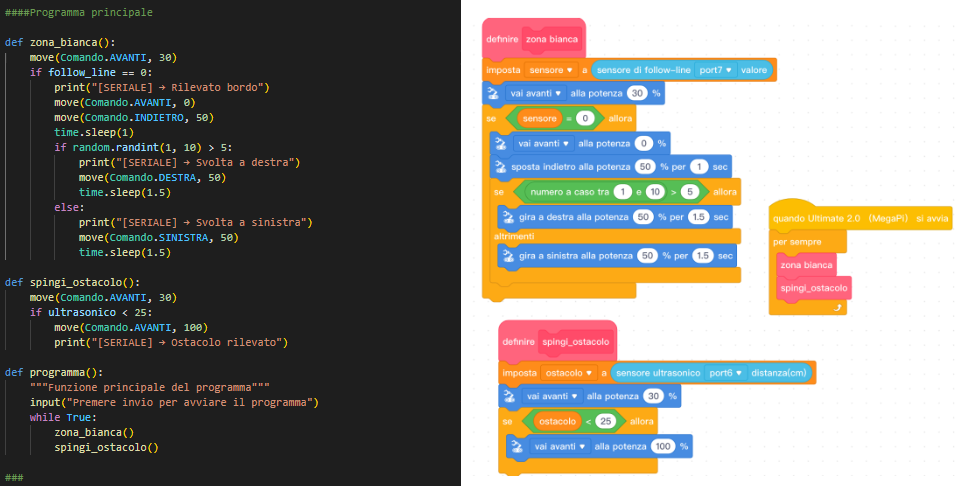 ####Programma principale
def zona_bianca():
move(Comando.AVANTI, 30)
if follow_line == 0:
print("[SERIALE] → Rilevato bordo")
move(Comando.AVANTI, 0)
move(Comando.INDIETRO, 50)
time.sleep(1)
if random.randint(1, 10) > 5:
print("[SERIALE] → Svolta a destra")
move(Comando.DESTRA, 50)
time.sleep(1.5)
else:
print("[SERIALE] → Svolta a sinistra")
move(Comando.SINISTRA, 50)
time.sleep(1.5)
def spingi_ostacolo():
move(Comando.AVANTI, 30)
if ultrasonico < 25:
move(Comando.AVANTI, 100)
print("[SERIALE] → Ostacolo rilevato")
def programma():
"""Funzione principale del programma"""
input("Premere invio per avviare il programma")
while True:
zona_bianca()
spingi_ostacolo()
###
definire zona bianca
imposta sensore ▾ a sensore di follow-line port7 ▾ valore
vai avanti ▾ alla potenza 30 %
se sensore = 0 allora
vai avanti ▾ alla potenza 0 %
sposta indietro alla potenza 50 % per 1 sec
se numero a caso tra 1 e 10 > 5 allora
gira a destra alla potenza 50 % per 1.5 sec
altrimenti
gira a sinistra alla potenza 50 % per 1.5 sec
quando Ultimate 2.0 (MegaPi) si avvia
per sempre
zona bianca
spingi_ostacolo
definire spingi_ostacolo
imposta ostacolo ▾ a sensore ultrasonico port6 ▾ distanza(cm)
vai avanti ▾ alla potenza 30 %
se ostacolo < 25 allora
vai avanti ▾ alla potenza 100 %